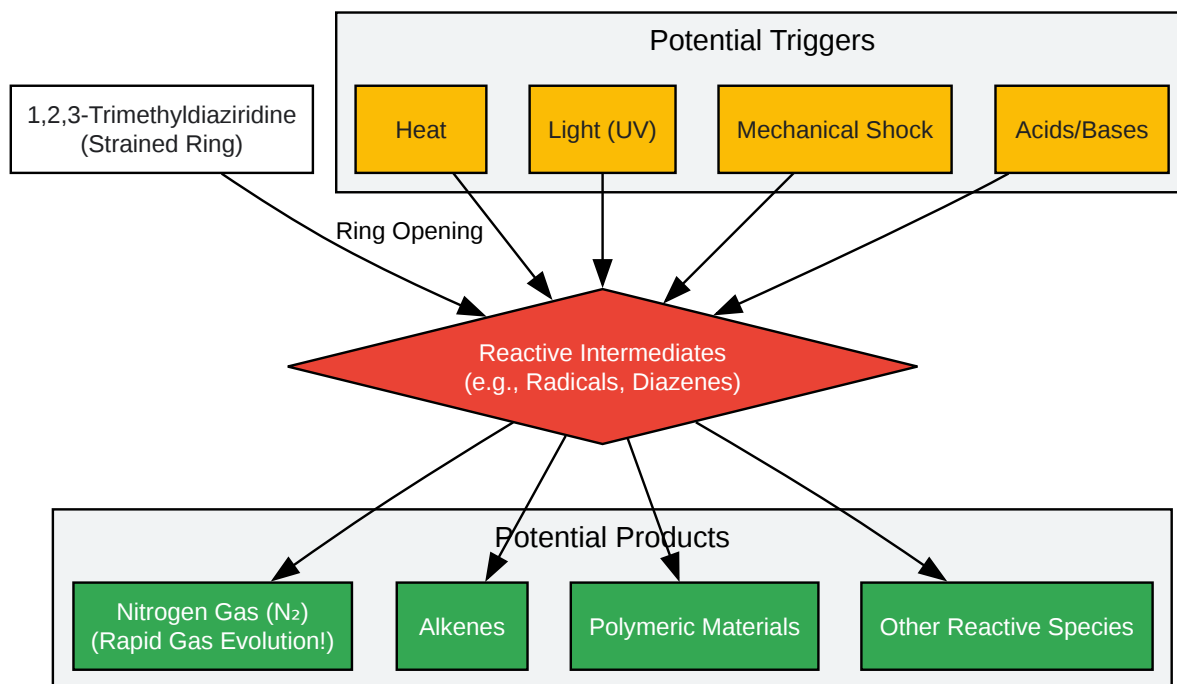 Potential Triggers
1,2,3-Trimethyldiaziridine
(Strained Ring)
Heat
Light (UV)
Mechanical Shock
Acids/Bases
Ring Opening
Reactive Intermediates
(e.g., Radicals, Diazenes)
Potential Products
Nitrogen Gas (N₂)
(Rapid Gas Evolution!)
Alkenes
Polymeric Materials
Other Reactive Species